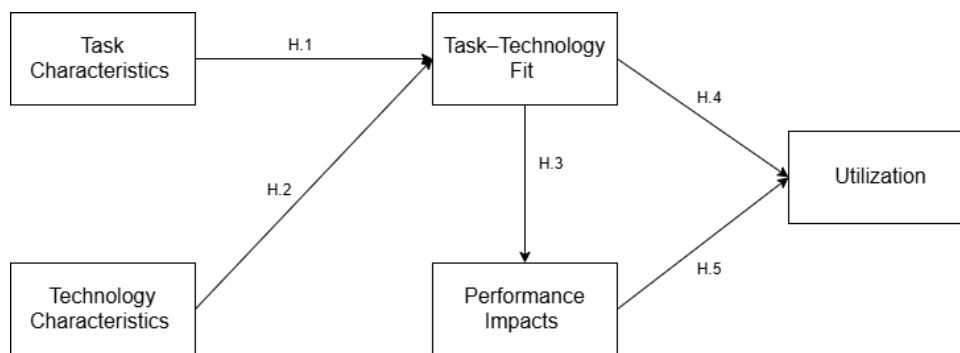 Task
Characteristics
H.1
Task–Technology
Fit
H.4
H.2
H.3
Utilization
Technology
Characteristics
Performance
Impacts
H.5